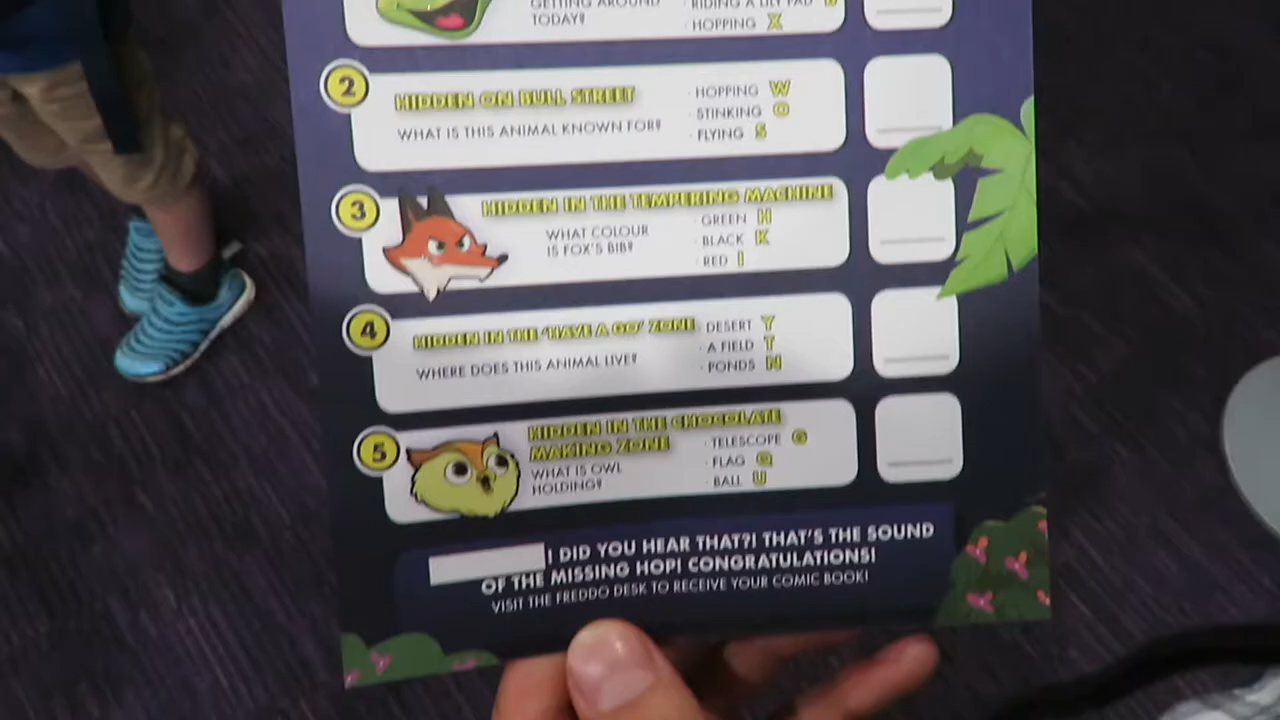 GETTING AROUND
TODAY?
· RIDING A LILY PAD
· HOPPING X
2
HIDDEN ON BULL STREET
WHAT IS THIS ANIMAL KNOWN FOR?
· HOPPING W
· STINKING O
· FLYING S
3
HIDDEN IN THE TEMPERING MACHINE
WHAT COLOUR
IS FOX'S BIB?
· GREEN H
· BLACK K
· RED I
4
HIDDEN IN THE 'HAVE A GO' ZONE
WHERE DOES THIS ANIMAL LIVE?
· DESERT Y
· A FIELD T
· PONDS N
5
HIDDEN IN THE CHOCOLATE
MAKING ZONE
WHAT IS OWL
HOLDING?
· TELESCOPE G
· FLAG Q
· BALL U
! DID YOU HEAR THAT?! THAT'S THE SOUND
OF THE MISSING HOP! CONGRATULATIONS!
VISIT THE FREDDO DESK TO RECEIVE YOUR COMIC BOOK!